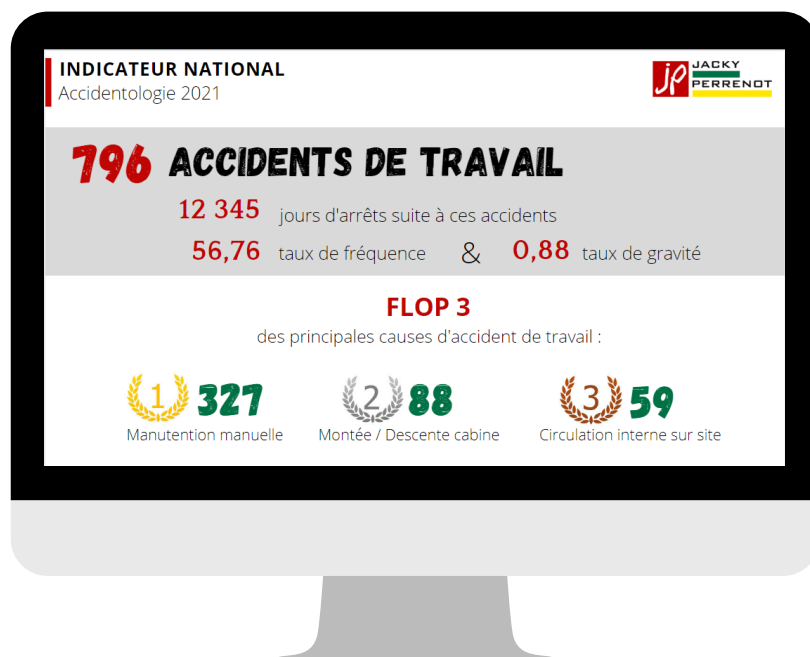 INDICATEUR NATIONAL
Accidentologie 2021
jp JACKY
PERRENOT
796 ACCIDENTS DE TRAVAIL
12 345 jours d'arrêts suite à ces accidents
56,76 taux de fréquence & 0,88 taux de gravité
FLOP 3
des principales causes d'accident de travail :
1 327 2 88 3 59
Manutention manuelle Montée / Descente cabine Circulation interne sur site